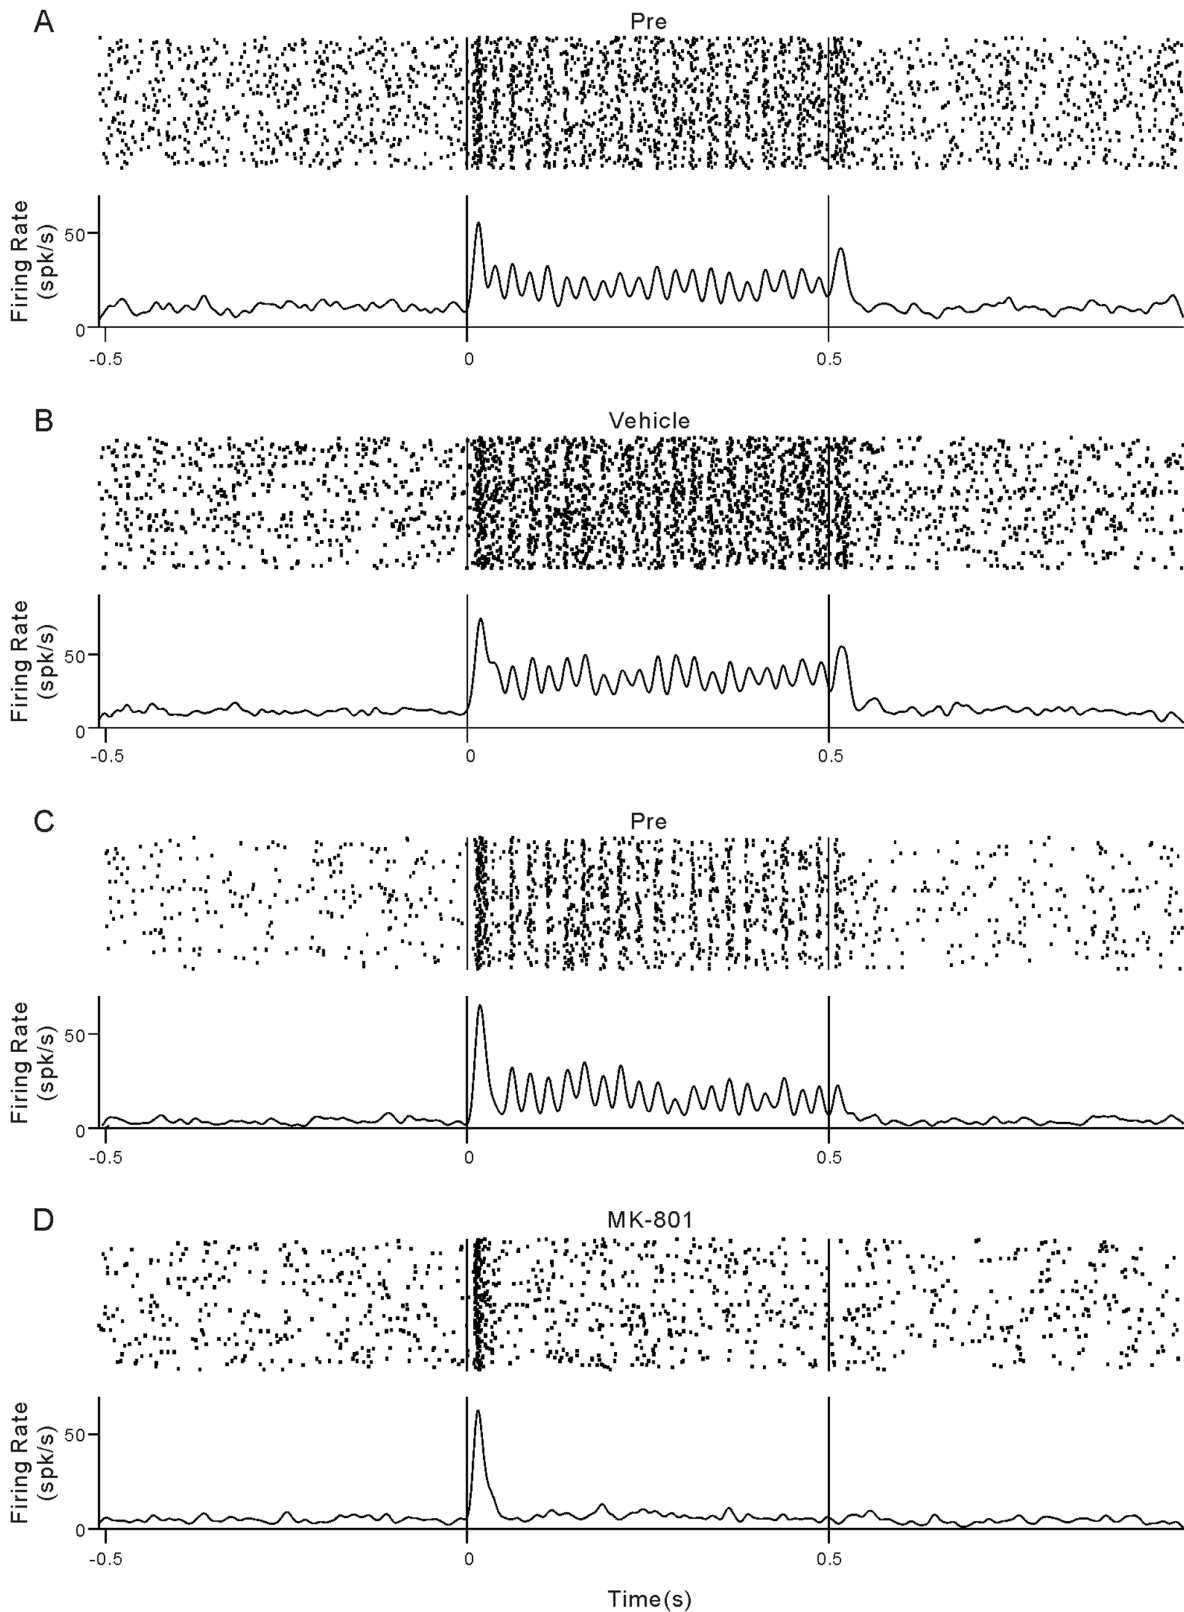 A
Pre
Firing Rate
(spk/s)
50
0
-0.5
0
0.5
B
Vehicle
Firing Rate
(spk/s)
50
0
-0.5
0
0.5
C
Pre
Firing Rate
(spk/s)
50
0
-0.5
0
0.5
D
MK-801
Firing Rate
(spk/s)
50
0
-0.5
0
0.5
Time(s)